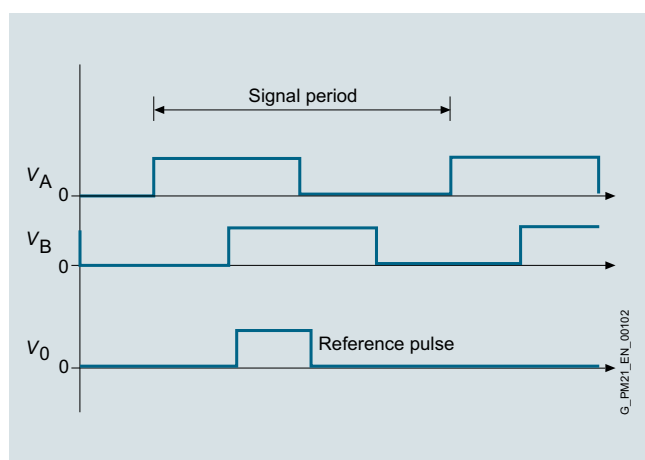 Signal period
VA
0
VB
0
V0
0
Reference pulse
G_PM21_EN_00102